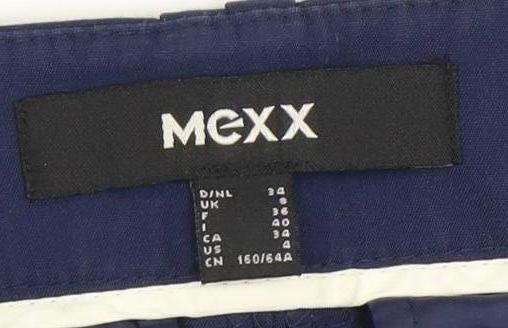 MEXX
D/NL 34
UK 8
F 36
I 40
CA 34
US 4
CN 160/64A